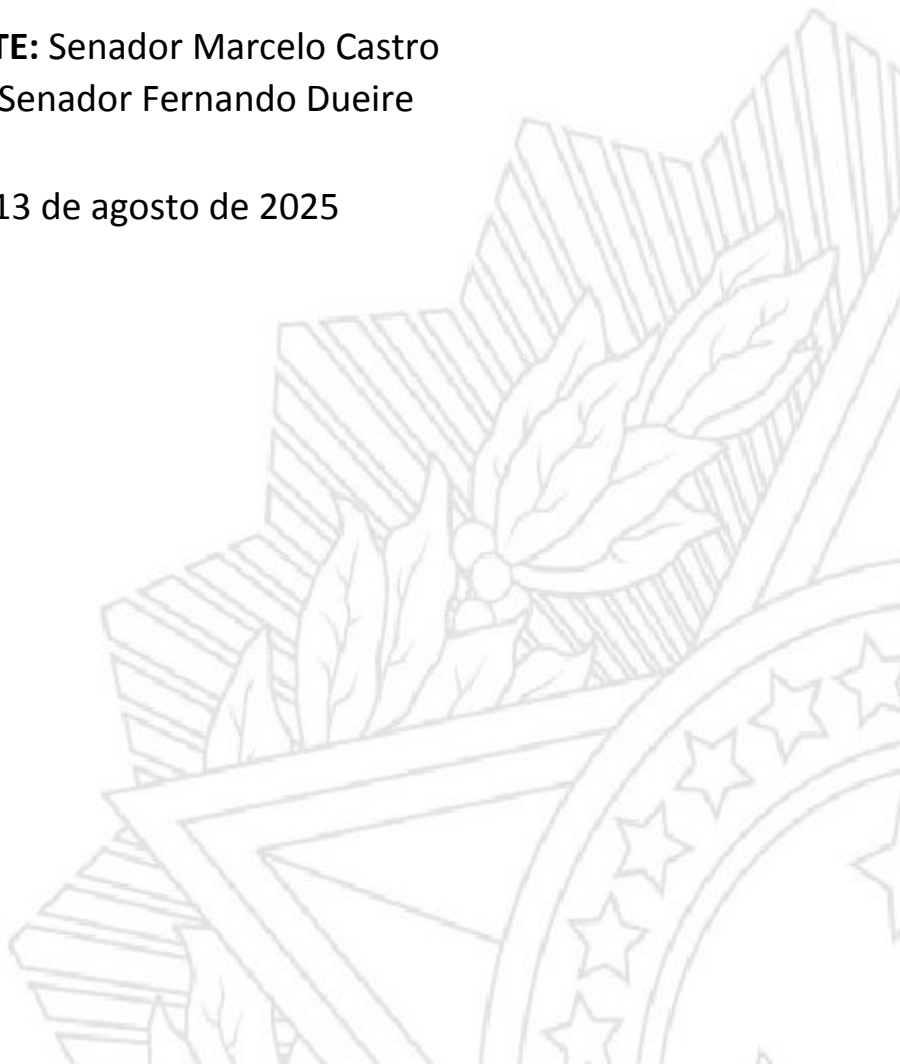 TE: Senador Marcelo Castro
Senador Fernando Dueire
13 de agosto de 2025